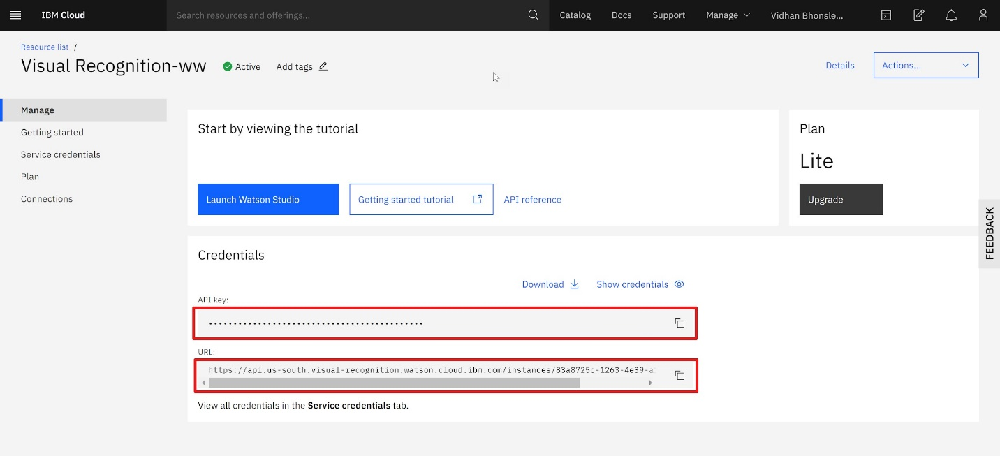 IBM Cloud
Search resources and offerings...
Catalog
Docs
Support
Manage
Vidhan Bhonsle...
Resource list /
Visual Recognition-ww
Active
Add tags
Details
Actions...
Manage
Getting started
Service credentials
Plan
Connections
Start by viewing the tutorial
Launch Watson Studio
Getting started tutorial
API reference
Plan
Lite
Upgrade
FEEDBACK
Credentials
Download
Show credentials
API key:
••••••••••••••••••••••••••••••••••••••••••••
URL:
https://api.us-south.visual-recognition.watson.cloud.ibm.com/instances/83a8725c-1263-4e39-a
View all credentials in the Service credentials tab.